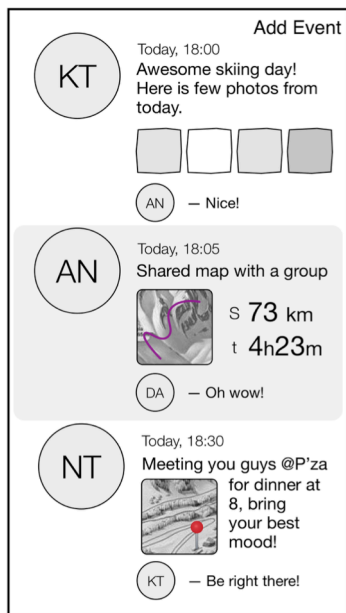 Add Event
KT
Today, 18:00
Awesome skiing day!
Here is few photos from
today.
AN
— Nice!
AN
Today, 18:05
Shared map with a group
S 73 km
t 4h23m
DA
— Oh wow!
NT
Today, 18:30
Meeting you guys @P'za
for dinner at
8, bring
your best
mood!
KT
— Be right there!